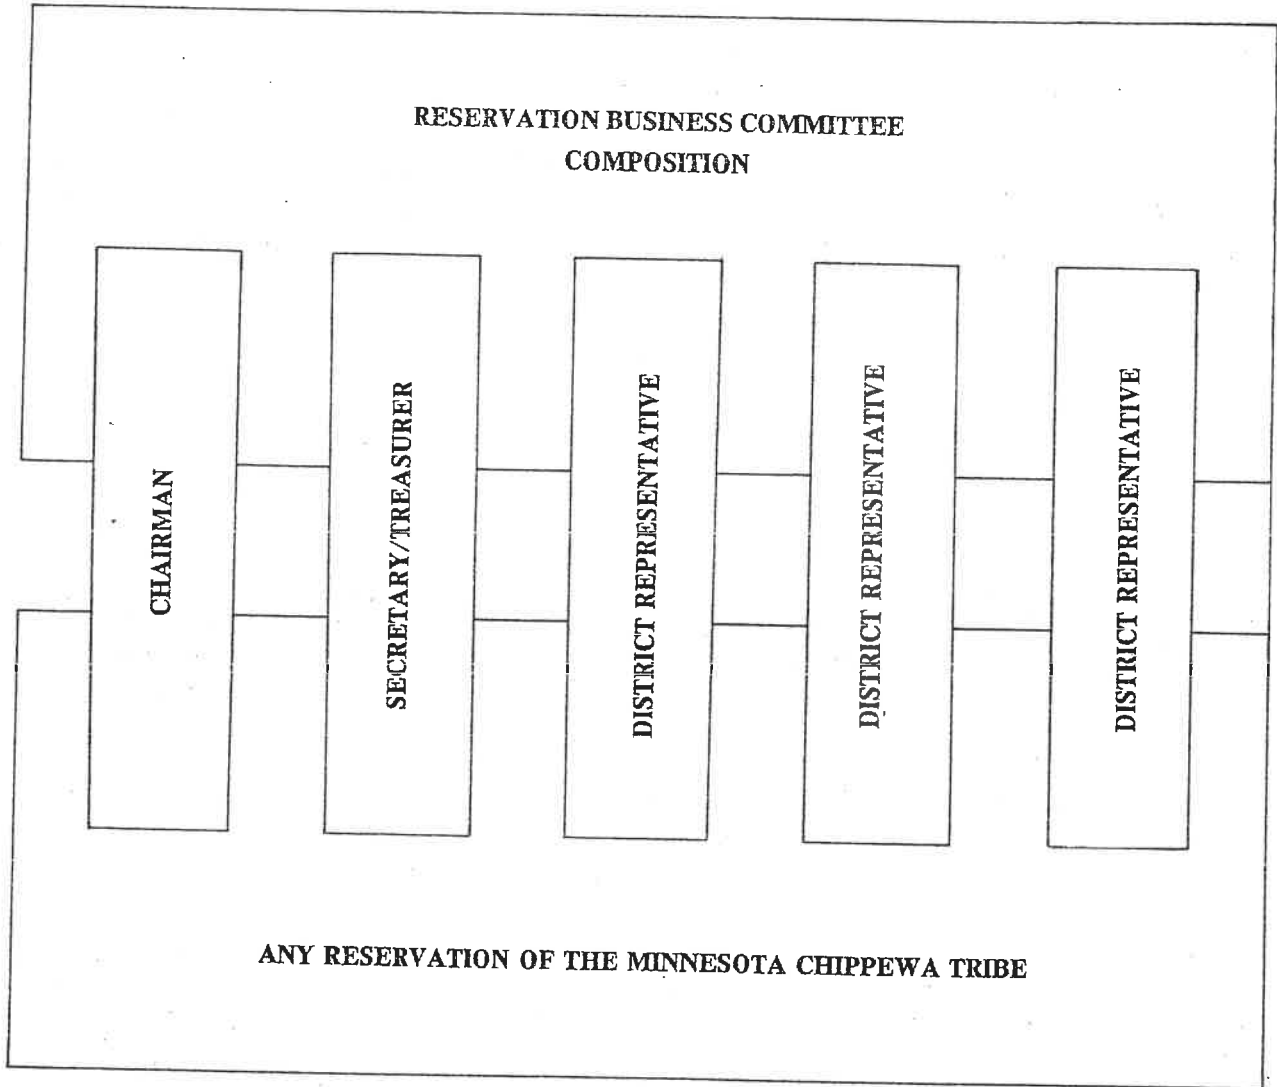 RESERVATION BUSINESS COMMITTEE
COMPOSITION
CHAIRMAN
SECRETARY/TREASURER
DISTRICT REPRESENTATIVE
DISTRICT REPRESENTATIVE
DISTRICT REPRESENTATIVE
ANY RESERVATION OF THE MINNESOTA CHIPPEWA TRIBE